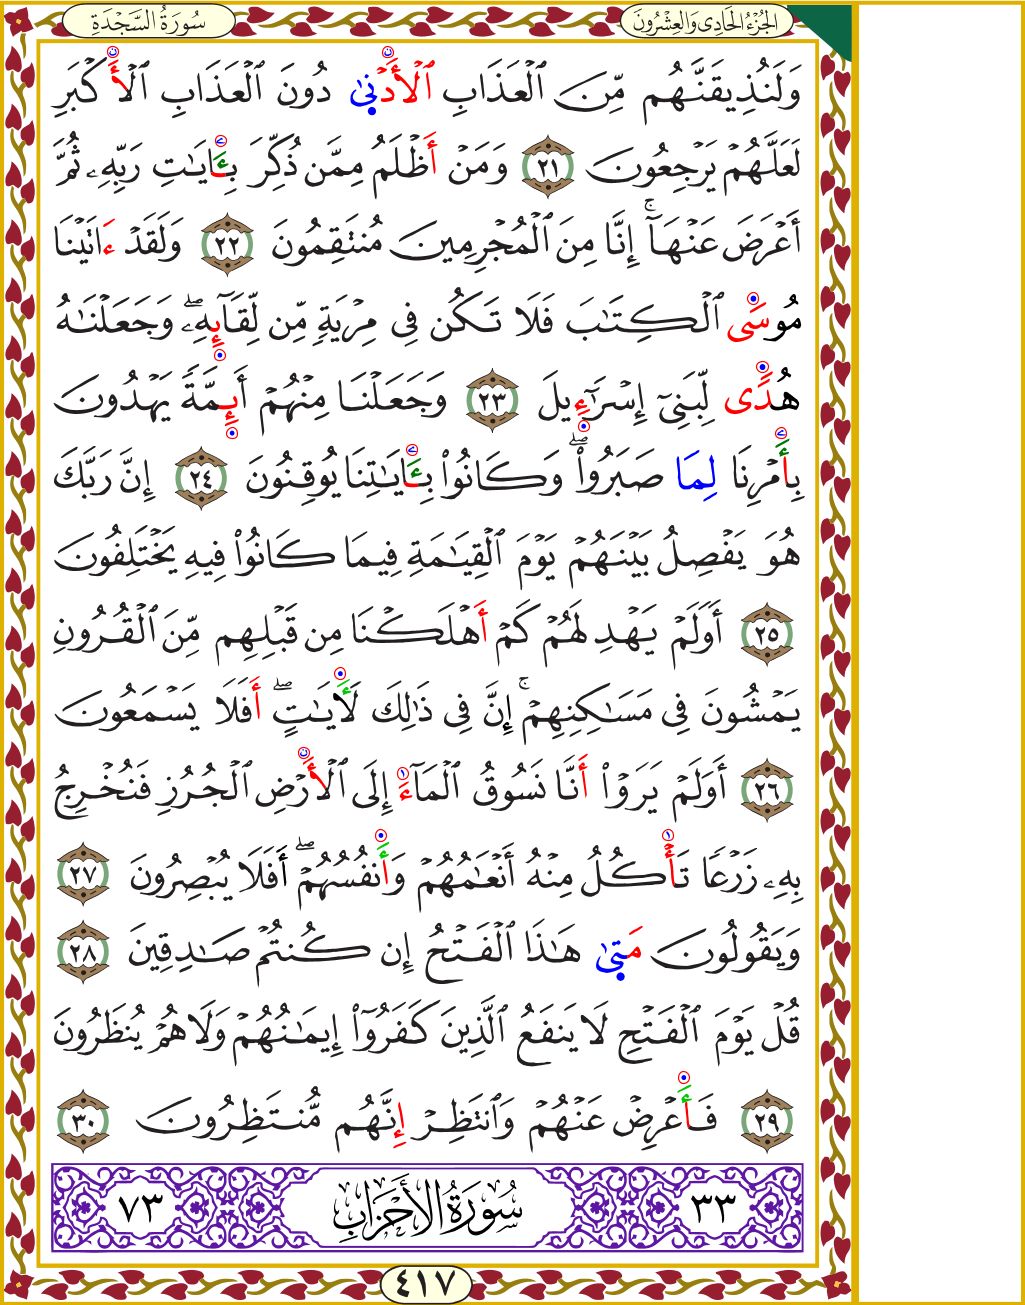 الجُزْءُ الحَادِى وَالعِشْرُونَ
سُورَةُ السَّجْدَةِ
وَلَنُذِيقَنَّهُم مِّنَ ٱلْعَذَابِ ٱلْأَدْنَىٰ دُونَ ٱلْعَذَابِ ٱلْأَكْبَرِ
لَعَلَّهُمْ يَرْجِعُونَ ٢١ وَمَنْ أَظْلَمُ مِمَّن ذُكِّرَ بِـَٔايَٰتِ رَبِّهِۦ ثُمَّ
أَعْرَضَ عَنْهَآ ۚ إِنَّا مِنَ ٱلْمُجْرِمِينَ مُنتَقِمُونَ ٢٢ وَلَقَدْ ءَاتَيْنَا
مُوسَى ٱلْكِتَٰبَ فَلَا تَكُن فِى مِرْيَةٍ مِّن لِّقَآئِهِۦ ۖ وَجَعَلْنَٰهُ
هُدًى لِّبَنِىٓ إِسْرَٰٓءِيلَ ٢٣ وَجَعَلْنَا مِنْهُمْ أَئِمَّةً يَهْدُونَ
بِأَمْرِنَا لِمَا صَبَرُوا۟ ۖ وَكَانُوا۟ بِـَٔايَٰتِنَا يُوقِنُونَ ٢٤ إِنَّ رَبَّكَ
هُوَ يَفْصِلُ بَيْنَهُمْ يَوْمَ ٱلْقِيَٰمَةِ فِيمَا كَانُوا۟ فِيهِ يَخْتَلِفُونَ
٢٥ أَوَلَمْ يَهْدِ لَهُمْ كَمْ أَهْلَكْنَا مِن قَبْلِهِم مِّنَ ٱلْقُرُونِ
يَمْشُونَ فِى مَسَٰكِنِهِمْ ۚ إِنَّ فِى ذَٰلِكَ لَأَيَٰتٍ ۖ أَفَلَا يَسْمَعُونَ
٢٦ أَوَلَمْ يَرَوْا۟ أَنَّا نَسُوقُ ٱلْمَآءَ إِلَى ٱلْأَرْضِ ٱلْجُرُزِ فَنُخْرِجُ
بِهِۦ زَرْعًا تَأْكُلُ مِنْهُ أَنْعَٰمُهُمْ وَأَنفُسُهُمْ ۖ أَفَلَا يُبْصِرُونَ ٢٧
وَيَقُولُونَ مَتَىٰ هَٰذَا ٱلْفَتْحُ إِن كُنتُمْ صَٰدِقِينَ ٢٨
قُلْ يَوْمَ ٱلْفَتْحِ لَا يَنفَعُ ٱلَّذِينَ كَفَرُوٓا۟ إِيمَٰنُهُمْ وَلَا هُمْ يُنظَرُونَ
٢٩ فَأَعْرِضْ عَنْهُمْ وَٱنتَظِرْ إِنَّهُم مُّنتَظِرُونَ ٣٠
٣٣ سُورَةُ الأَحْزَابِ ٧٣
٤١٧